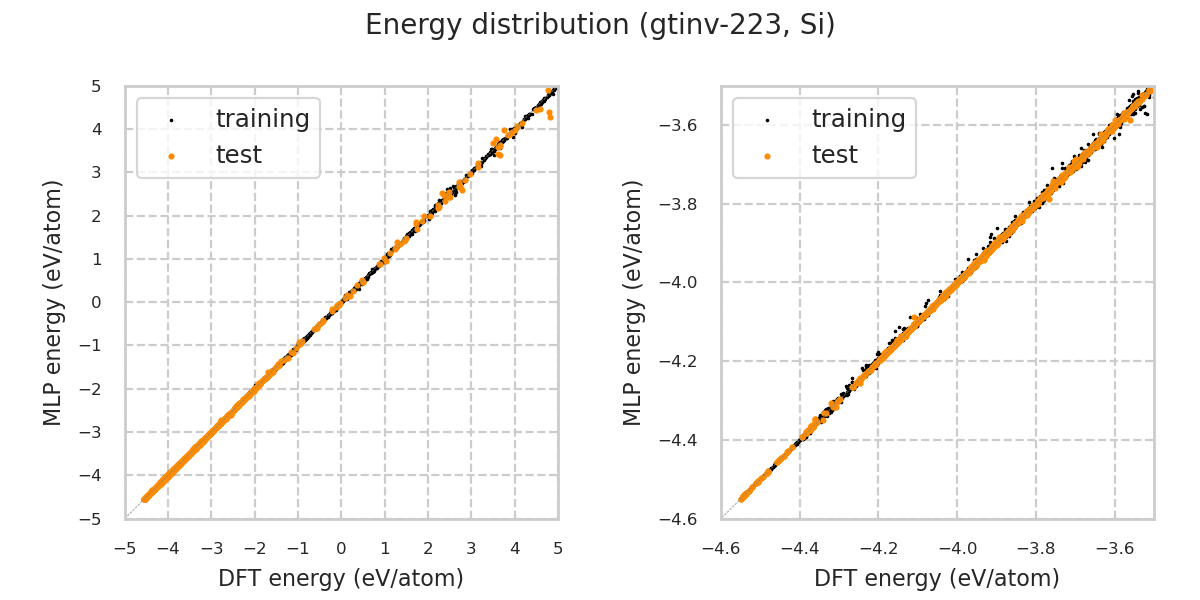 Energy distribution (gtinv-223, Si)
training
test
MLP energy (eV/atom)
5
4
3
2
1
0
−1
−2
−3
−4
−5
−5 −4 −3 −2 −1 0 1 2 3 4 5
DFT energy (eV/atom)
training
test
MLP energy (eV/atom)
−3.6
−3.8
−4.0
−4.2
−4.4
−4.6
−4.6 −4.4 −4.2 −4.0 −3.8 −3.6
DFT energy (eV/atom)